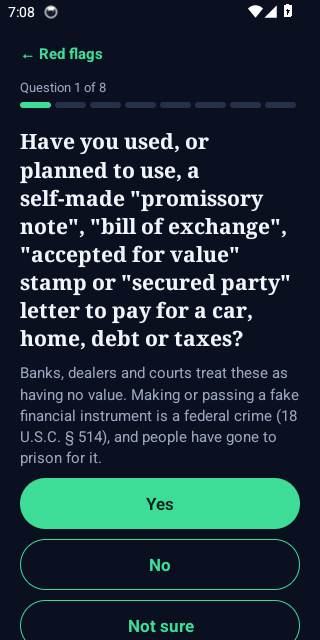 7:08
← Red flags
Question 1 of 8
Have you used, or
planned to use, a
self-made "promissory
note", "bill of exchange",
"accepted for value"
stamp or "secured party"
letter to pay for a car,
home, debt or taxes?
Banks, dealers and courts treat these as
having no value. Making or passing a fake
financial instrument is a federal crime (18
U.S.C. § 514), and people have gone to
prison for it.
Yes
No
Not sure